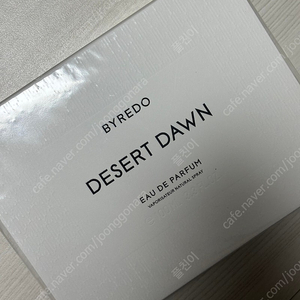 BYREDO
DESERT DAWN
EAU DE PARFUM
VAPORISATEUR NATURAL SPRAY
cafe.naver.com/joonggonara